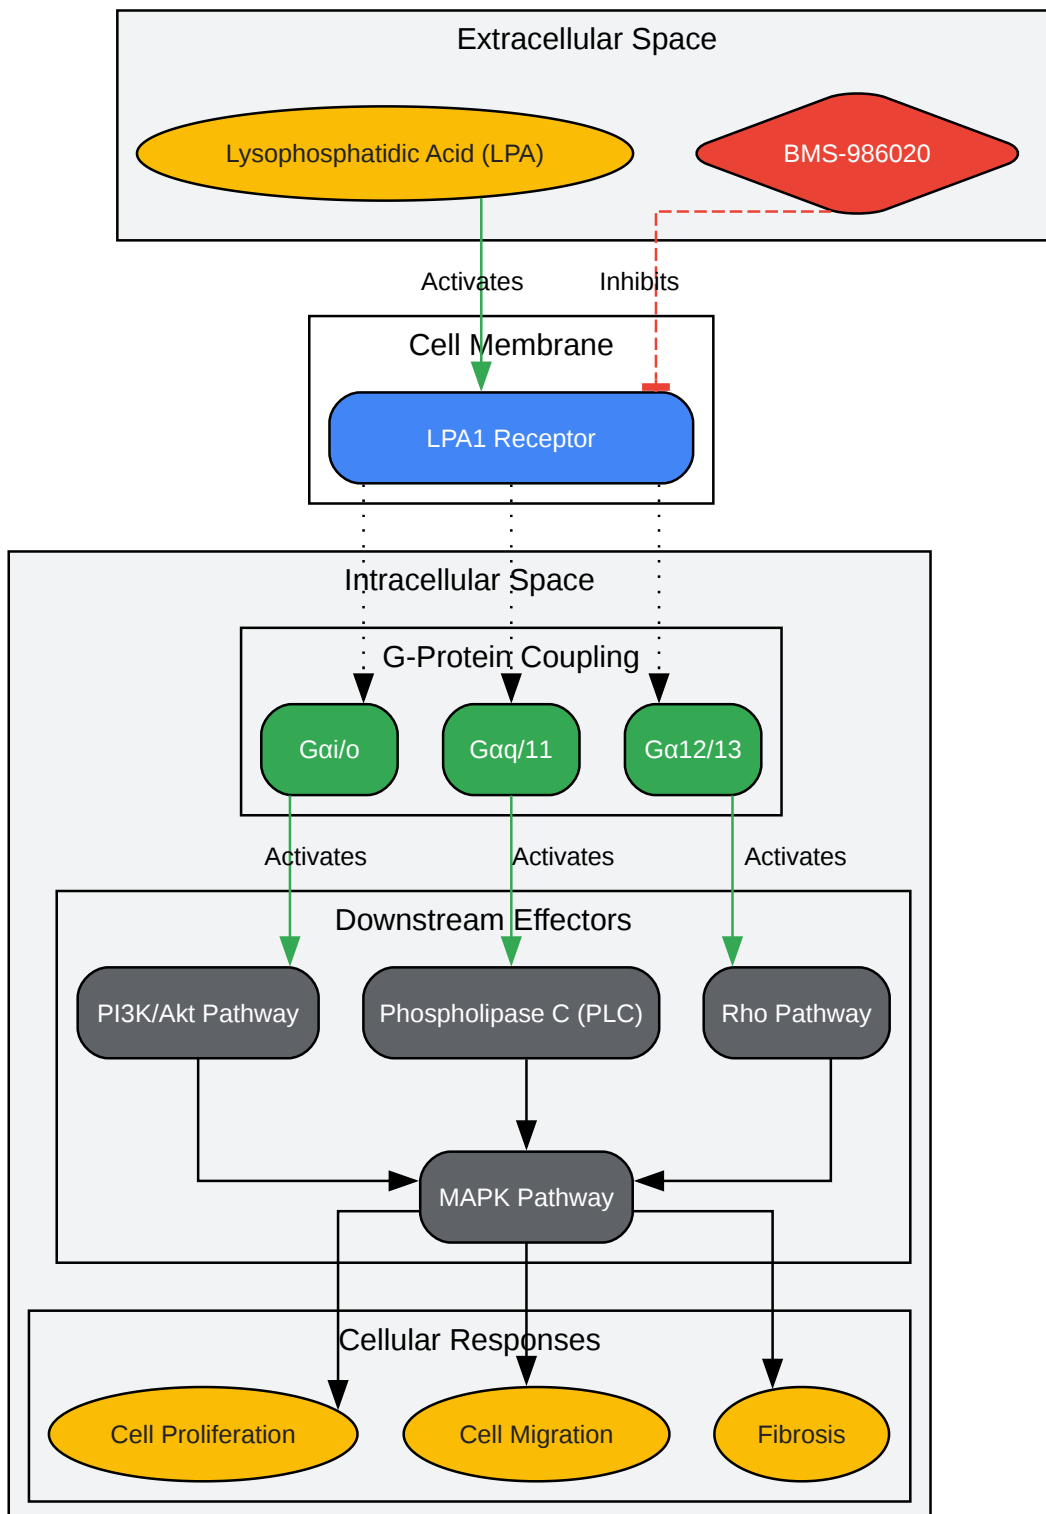 Extracellular Space
Lysophosphatidic Acid (LPA)
BMS-986020
Activates
Inhibits
Cell Membrane
LPA1 Receptor
Intracellular Space
G-Protein Coupling
Gαi/o
Gαq/11
Gα12/13
Activates
Activates
Activates
Downstream Effectors
PI3K/Akt Pathway
Phospholipase C (PLC)
Rho Pathway
MAPK Pathway
Cellular Responses
Cell Proliferation
Cell Migration
Fibrosis